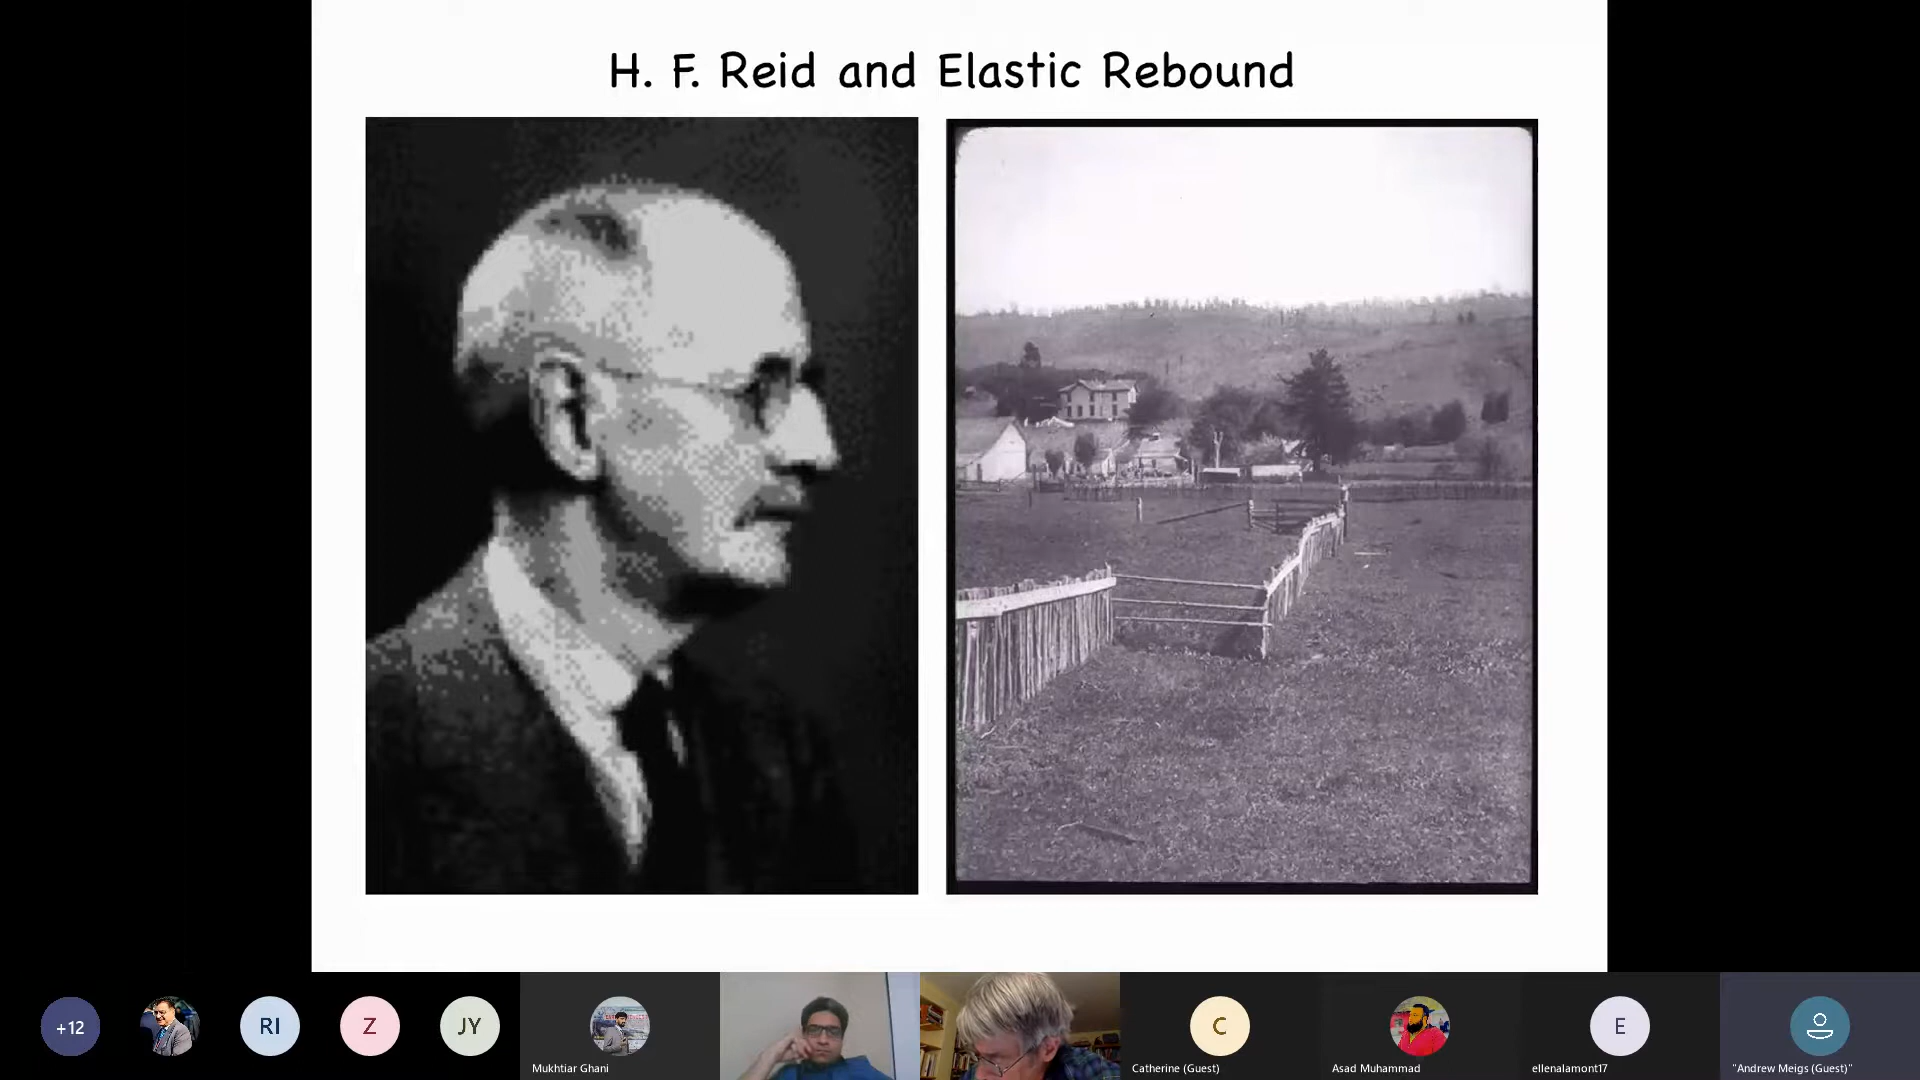 H. F. Reid and Elastic Rebound
+12
RI
Z
JY
Mukhtiar Ghani
C
Catherine (Guest)
Asad Muhammad
E
ellenalamont17
"Andrew Meigs (Guest)"